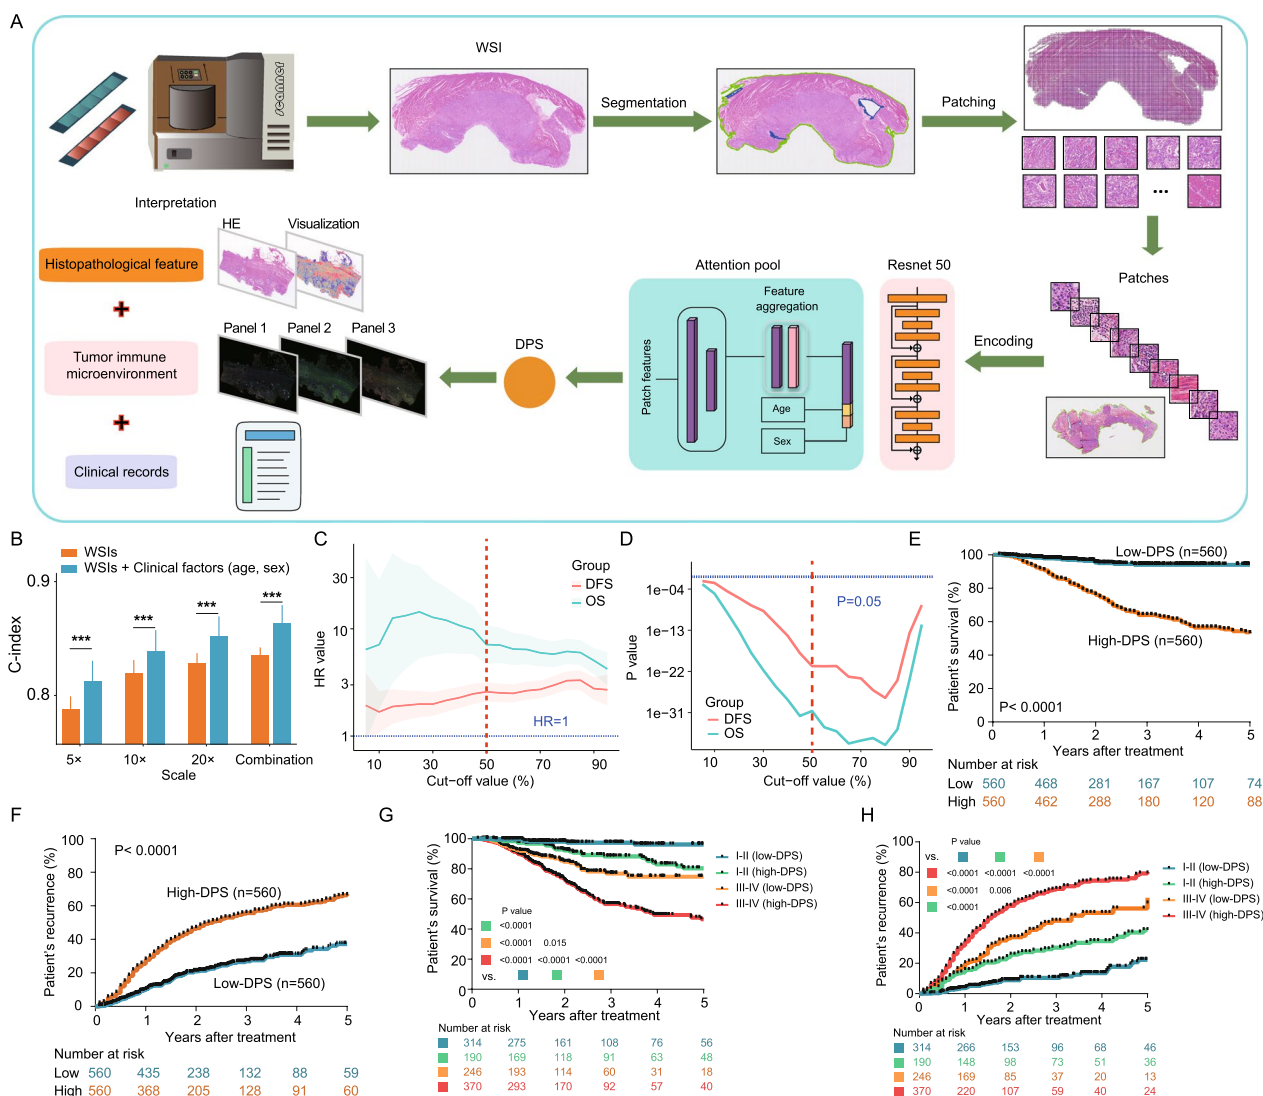 A
WSI
scanner
Segmentation
Patching
Interpretation
HE
Visualization
Histopathological feature
Panel 1
Panel 2
Panel 3
Tumor immune
microenvironment
Clinical records
DPS
Attention pool
Feature
aggregation
Patch features
Age
Sex
Resnet 50
Encoding
Patches
...
B
WSIs
WSIs + Clinical factors (age, sex)
0.9
0.8
C-index
***
***
***
***
5×
10×
20×
Combination
Scale
C
HR value
30
10
3
1
Group
DFS
OS
HR=1
10
30
50
70
90
Cut-off value (%)
D
P value
1e−04
1e−13
1e−22
1e−31
P=0.05
Group
DFS
OS
10
30
50
70
90
Cut-off value (%)
E
Patient's survival (%)
100
80
60
40
20
0
Low-DPS (n=560)
High-DPS (n=560)
P< 0.0001
0 1 2 3 4 5
Years after treatment
Number at risk
Low 560 468 281 167 107 74
High 560 462 288 180 120 88
F
Patient's recurrence (%)
100
80
60
40
20
0
P< 0.0001
High-DPS (n=560)
Low-DPS (n=560)
0 1 2 3 4 5
Years after treatment
Number at risk
Low 560 435 238 132 88 59
High 560 368 205 128 91 60
G
Patient's survival (%)
100
80
60
40
20
0
I-II (low-DPS)
I-II (high-DPS)
III-IV (low-DPS)
III-IV (high-DPS)
P value
<0.0001
<0.0001 0.015
<0.0001 <0.0001 <0.0001
vs.
0 1 2 3 4 5
Years after treatment
Number at risk
314 275 161 108 76 56
190 169 118 91 63 48
246 193 114 60 31 18
370 293 170 92 57 40
H
Patient's recurrence (%)
100
80
60
40
20
0
P value
vs.
<0.0001 <0.0001 <0.0001
<0.0001 0.006
<0.0001
I-II (low-DPS)
I-II (high-DPS)
III-IV (low-DPS)
III-IV (high-DPS)
0 1 2 3 4 5
Years after treatment
Number at risk
314 266 153 96 68 46
190 148 98 73 51 36
246 169 85 37 20 13
370 220 107 59 40 24